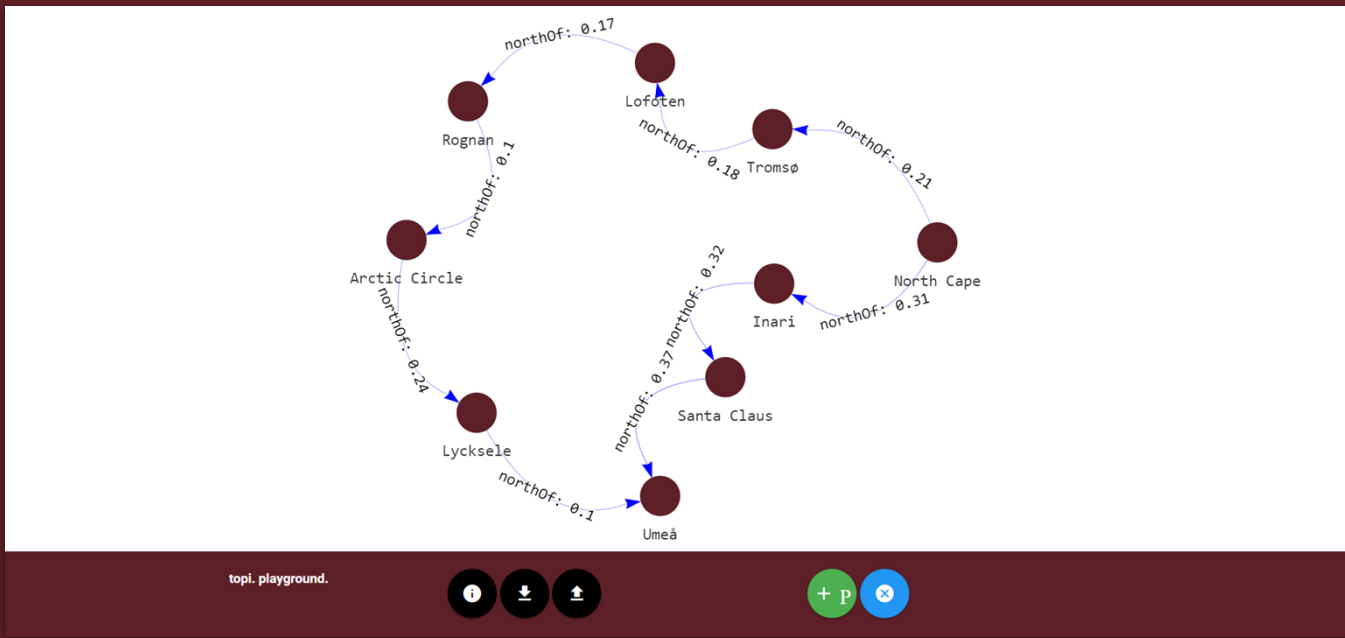 northOf: 0.17
Lofoten
Rognan
northOf: 0.18
Tromsø
northOf: 0.21
northOf: 0.1
Arctic Circle
North Cape
northOf: 0.32
Inari
northOf: 0.31
northOf: 0.24
northOf: 0.37
Santa Claus
Lycksele
northOf: 0.1
Umeå
topi. playground.
+ P